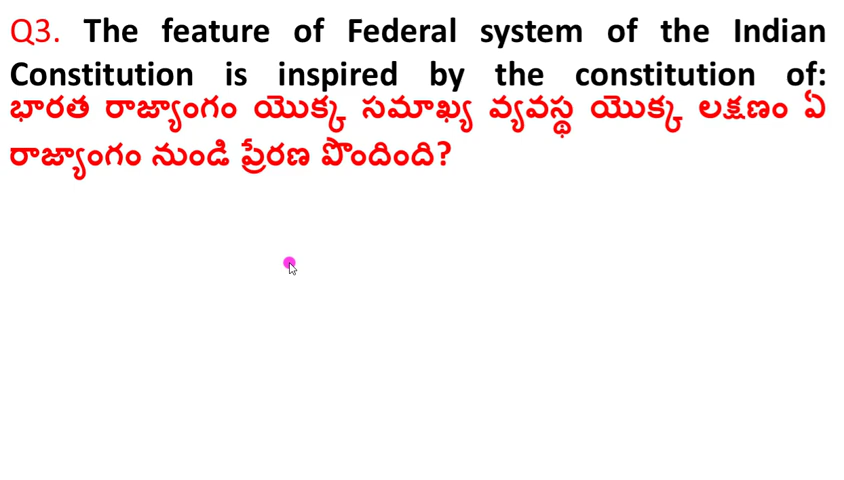 Q3. The feature of Federal system of the Indian
Constitution is inspired by the constitution of:
భారత రాజ్యాంగం యొక్క సమాఖ్య వ్యవస్థ యొక్క లక్షణం ఏ
రాజ్యాంగం నుండి ప్రేరణ పొందింది?